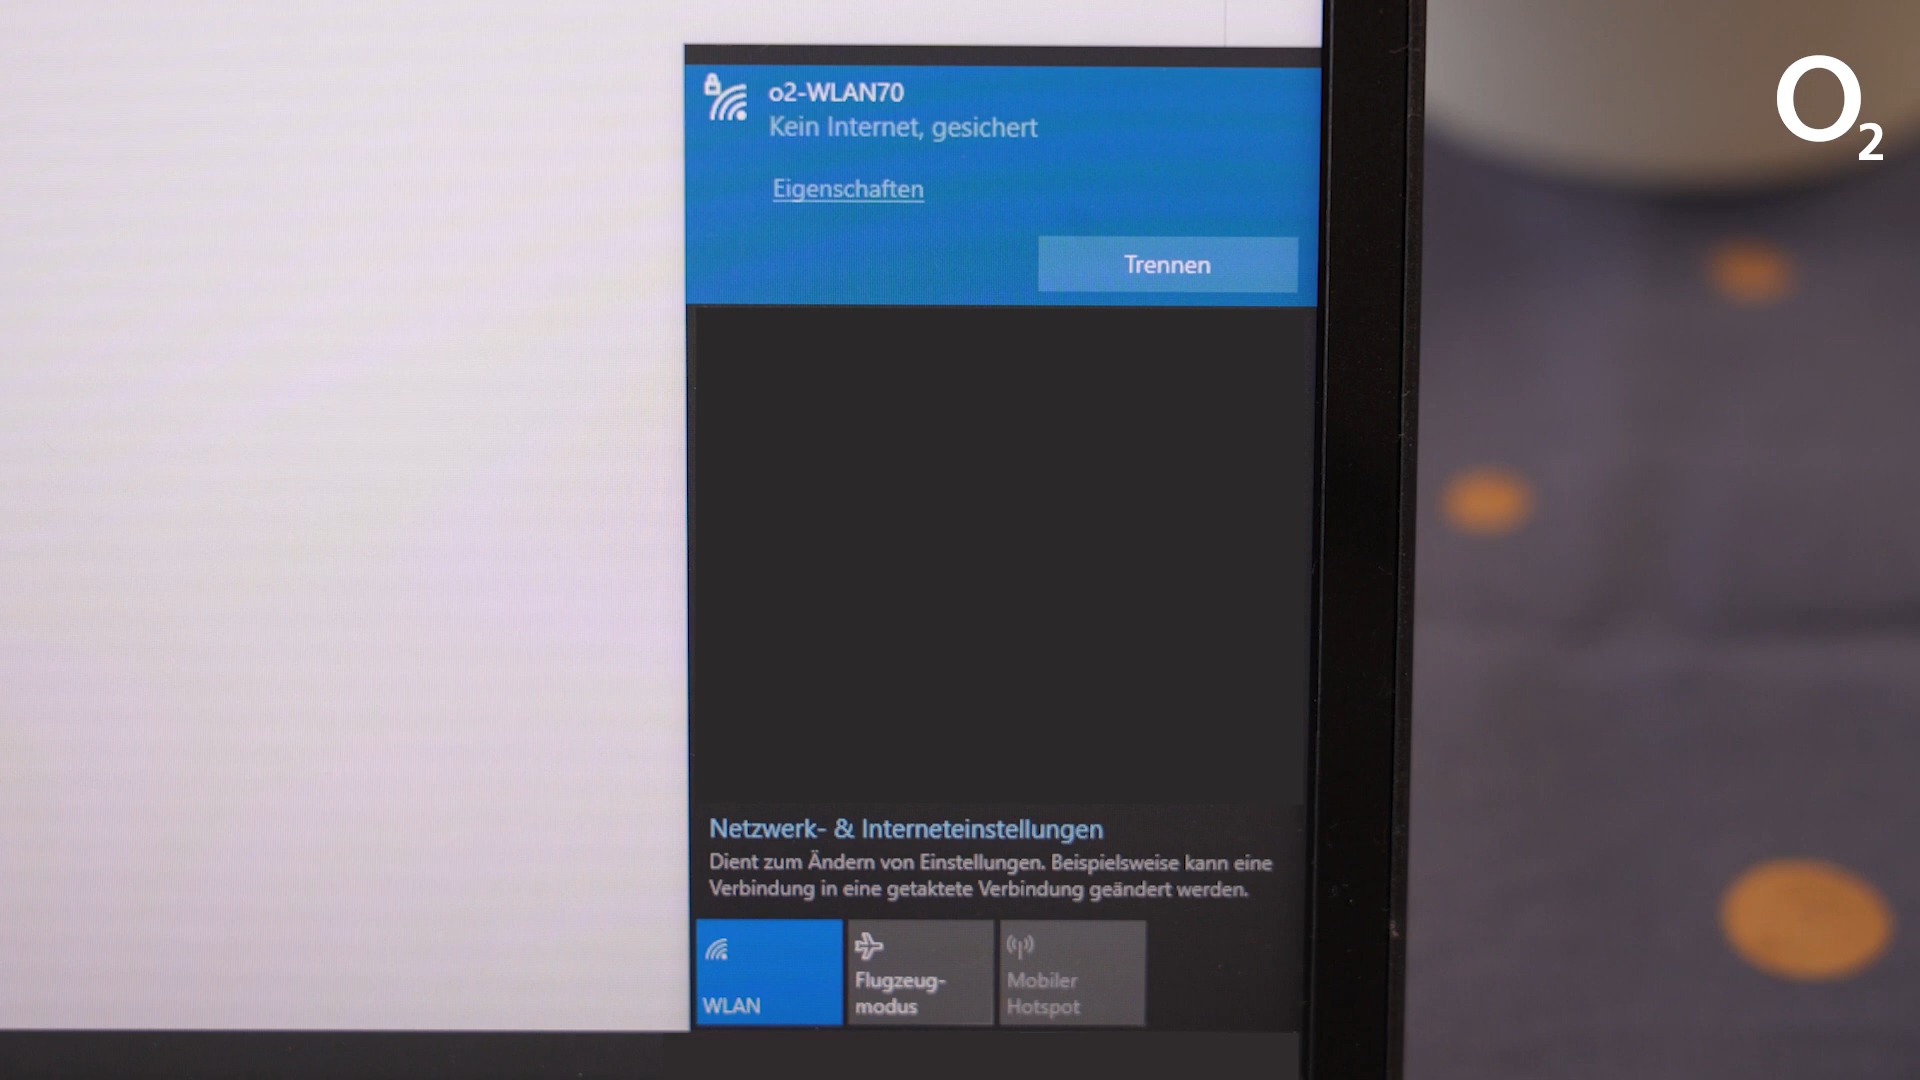 o2-WLAN70
Kein Internet, gesichert
Eigenschaften
Trennen
Netzwerk- & Interneteinstellungen
Dient zum Ändern von Einstellungen. Beispielsweise kann eine
Verbindung in eine getaktete Verbindung geändert werden.
WLAN
Flugzeug-
modus
Mobiler
Hotspot
O2